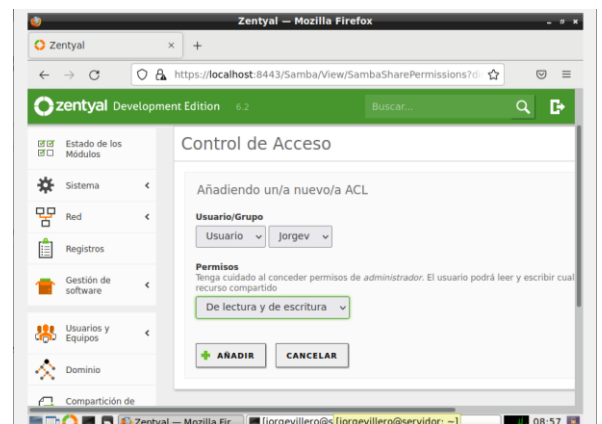 Zentyal — Mozilla Firefox
Zentyal
https://localhost:8443/Samba/View/SambaSharePermissions?di
zentyal Development Edition 6.2
Buscar...
Estado de los
Módulos
Sistema
Red
Registros
Gestión de
software
Usuarios y
Equipos
Dominio
Compartición de
Control de Acceso
Añadiendo un/a nuevo/a ACL
Usuario/Grupo
Usuario Jorgev
Permisos
Tenga cuidado al conceder permisos de administrador. El usuario podrá leer y escribir cual
recurso compartido
De lectura y de escritura
AÑADIR CANCELAR
Zentyal — Mozilla Fir... [jorgevillero@s [jorgevillero@servidor: ~] 08:57